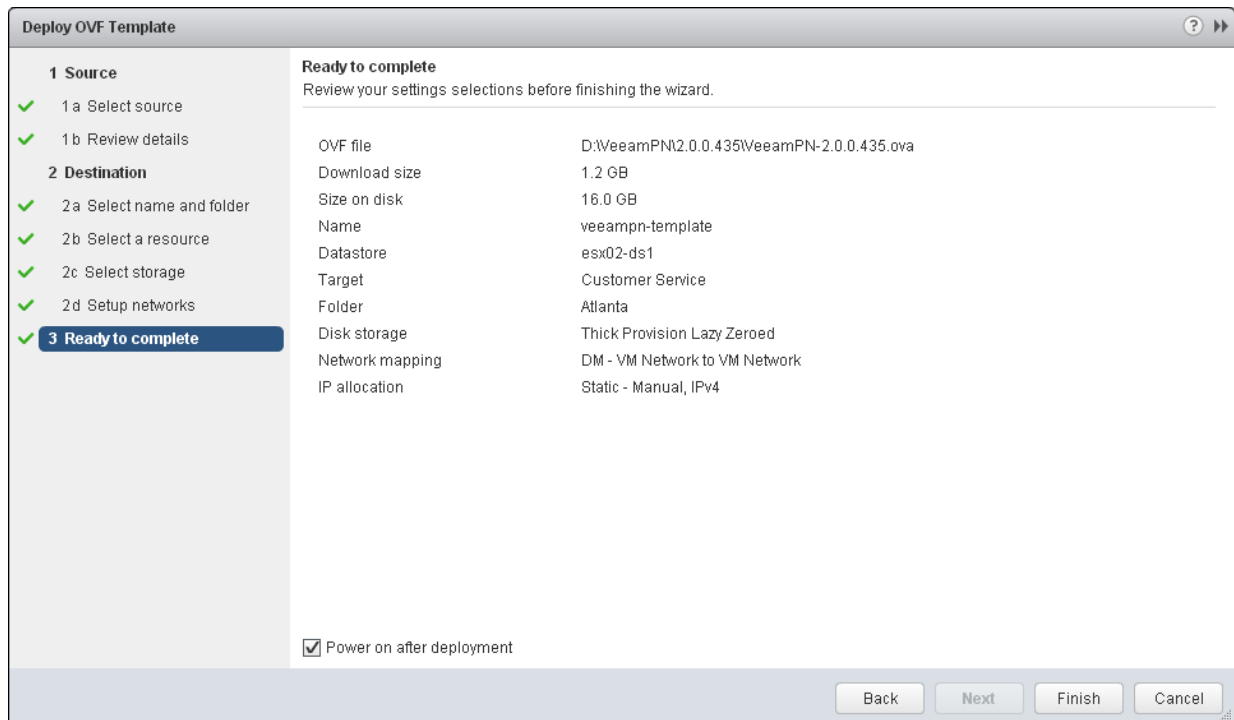 Deploy OVF Template
?
1 Source
1a Select source
1b Review details
2 Destination
2a Select name and folder
2b Select a resource
2c Select storage
2d Setup networks
3 Ready to complete
Ready to complete
Review your settings selections before finishing the wizard.
OVF file D:\VeeamPN\2.0.0.435\VeeamPN-2.0.0.435.ova
Download size 1.2 GB
Size on disk 16.0 GB
Name veeampn-template
Datastore esx02-ds1
Target Customer Service
Folder Atlanta
Disk storage Thick Provision Lazy Zeroed
Network mapping DM - VM Network to VM Network
IP allocation Static - Manual, IPv4
Power on after deployment
Back Next Finish Cancel